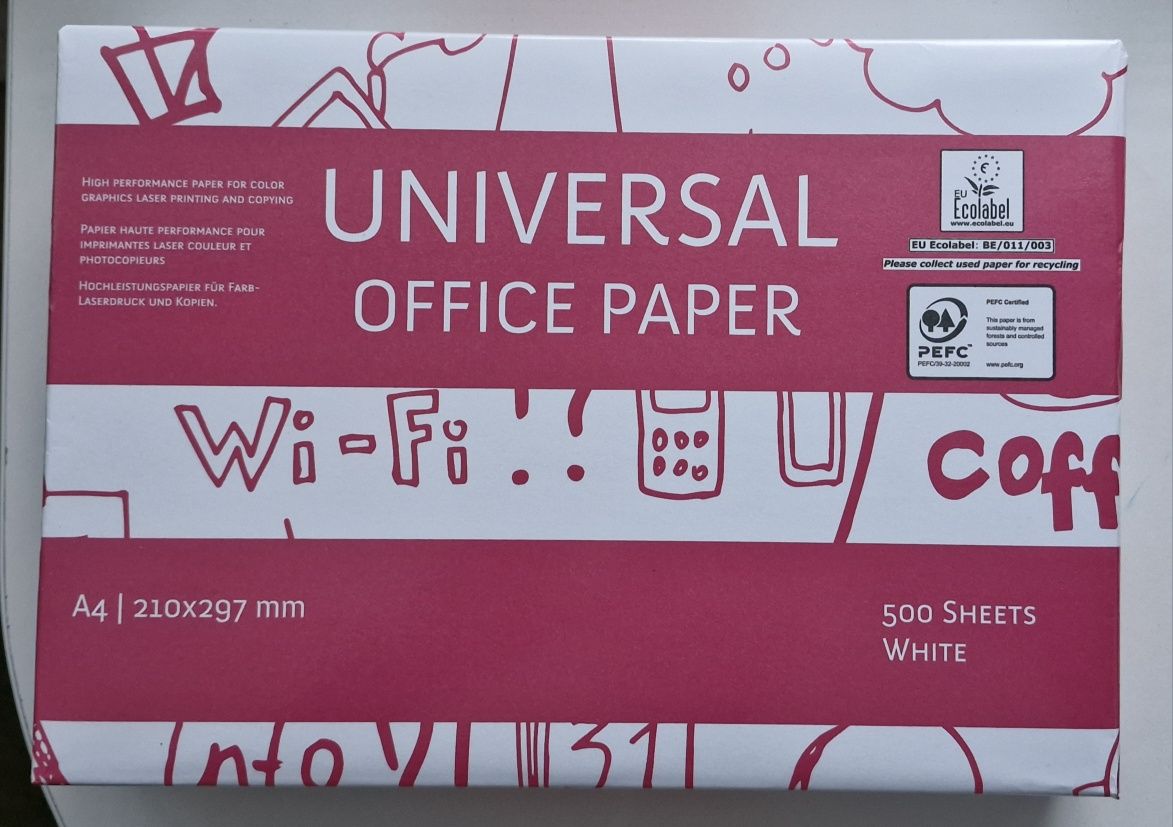 HIGH PERFORMANCE PAPER FOR COLOR
GRAPHICS LASER PRINTING AND COPYING
PAPIER HAUTE PERFORMANCE POUR
IMPRIMANTES LASER COULEUR ET
PHOTOCOPIEURS
HOCHLEISTUNGSPAPIER FÜR FARB-
LASERDRUCK UND KOPIEN.
UNIVERSAL
OFFICE PAPER
EU
Ecolabel
www.ecolabel.eu
EU Ecolabel: BE/011/003
Please collect used paper for recycling
PEFC™
PEFC/39-32-20002
PEFC Certified
This paper is from
sustainably managed
forests and controlled
sources
www.pefc.org
Wi-Fi !?
coff
A4 | 210x297 mm
500 SHEETS
WHITE
Info
31